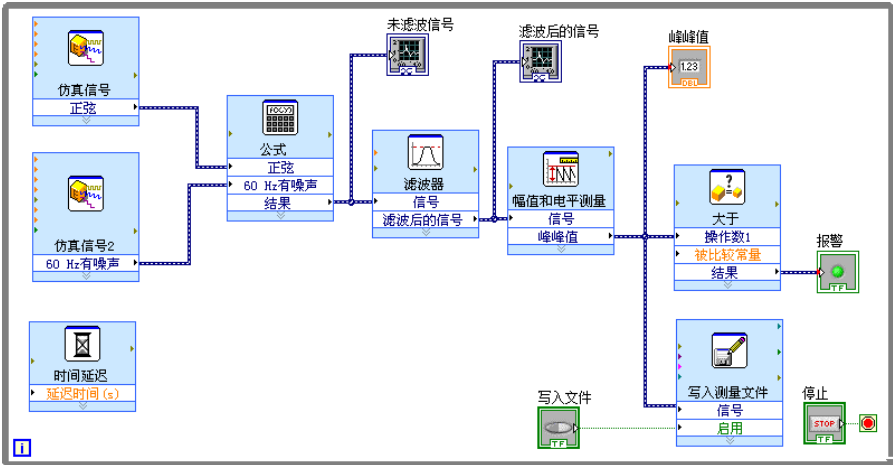 未滤波信号
滤波后的信号
峰峰值
1.23
DBL
仿真信号
正弦
f(x,y)
公式
正弦
60 Hz有噪声
结果
滤波器
信号
滤波后的信号
仿真信号2
60 Hz有噪声
幅值和电平测量
信号
峰峰值
?
大于
操作数1
被比较常量
结果
报警
TF
时间延迟
延迟时间(s)
写入测量文件
信号
启用
写入文件
TF
停止
STOP
TF
i